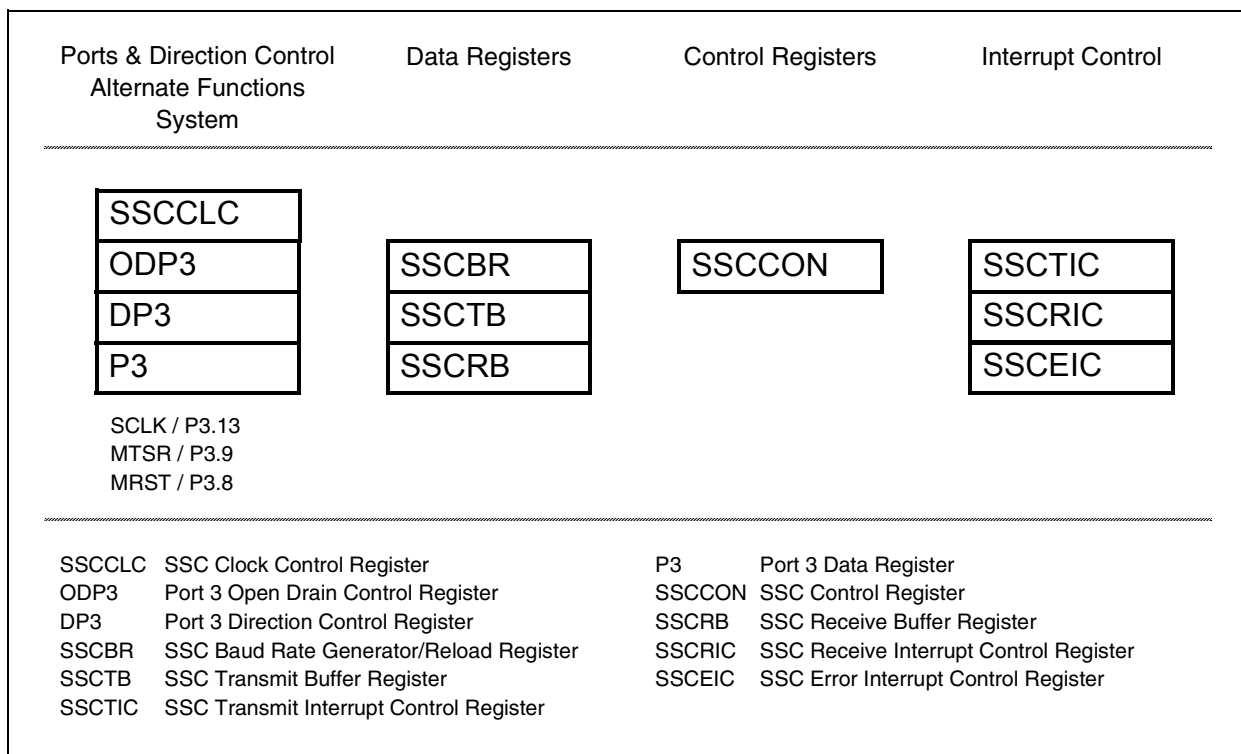 Ports & Direction Control
Alternate Functions
System
Data Registers
Control Registers
Interrupt Control
SSCCLC
ODP3
DP3
P3
SCLK / P3.13
MTSR / P3.9
MRST / P3.8
SSCBR
SSCTB
SSCRB
SSCCON
SSCTIC
SSCRIC
SSCEIC
SSCCLC SSC Clock Control Register
ODP3 Port 3 Open Drain Control Register
DP3 Port 3 Direction Control Register
SSCBR SSC Baud Rate Generator/Reload Register
SSCTB SSC Transmit Buffer Register
SSCTIC SSC Transmit Interrupt Control Register
P3 Port 3 Data Register
SSCCON SSC Control Register
SSCRB SSC Receive Buffer Register
SSCRIC SSC Receive Interrupt Control Register
SSCEIC SSC Error Interrupt Control Register